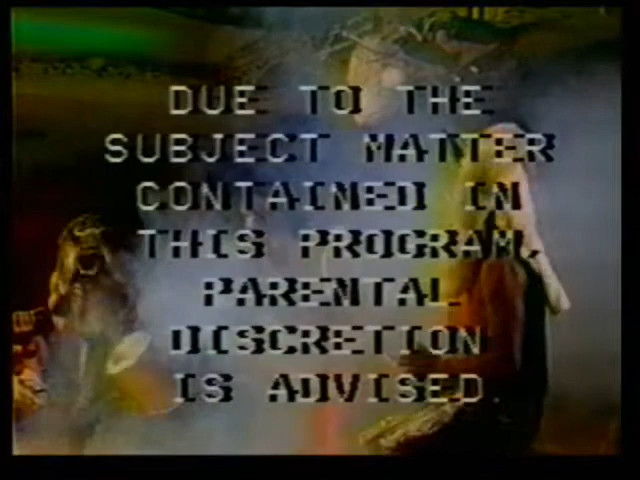 DUE TO THE
SUBJECT MATTER
CONTAINED IN
THIS PROGRAM,
PARENTAL
DISCRETION
IS ADVISED.